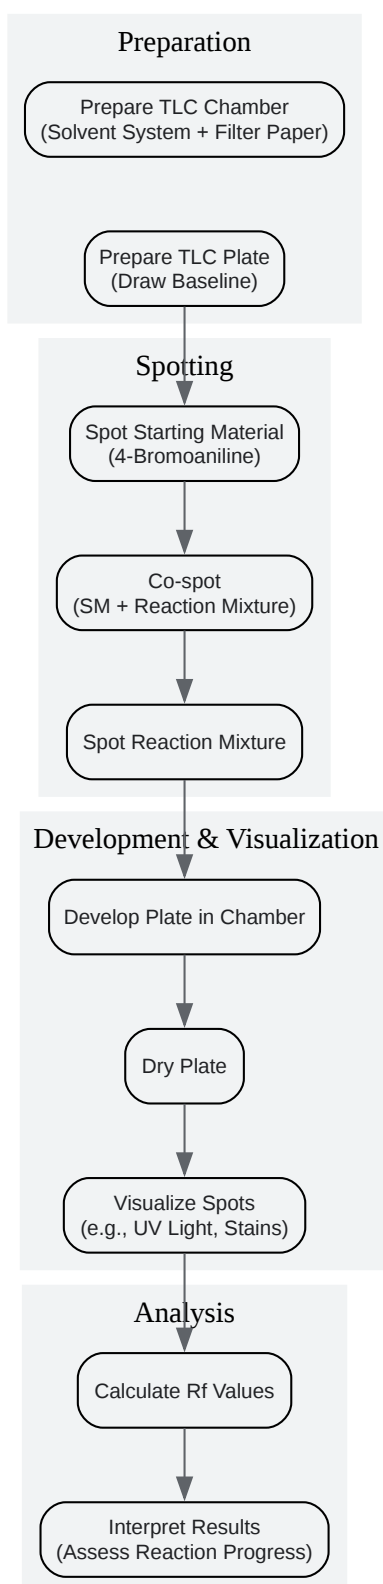 Preparation
Prepare TLC Chamber
(Solvent System + Filter Paper)
Prepare TLC Plate
(Draw Baseline)
Spotting
Spot Starting Material
(4-Bromoaniline)
Co-spot
(SM + Reaction Mixture)
Spot Reaction Mixture
Development & Visualization
Develop Plate in Chamber
Dry Plate
Visualize Spots
(e.g., UV Light, Stains)
Analysis
Calculate Rf Values
Interpret Results
(Assess Reaction Progress)